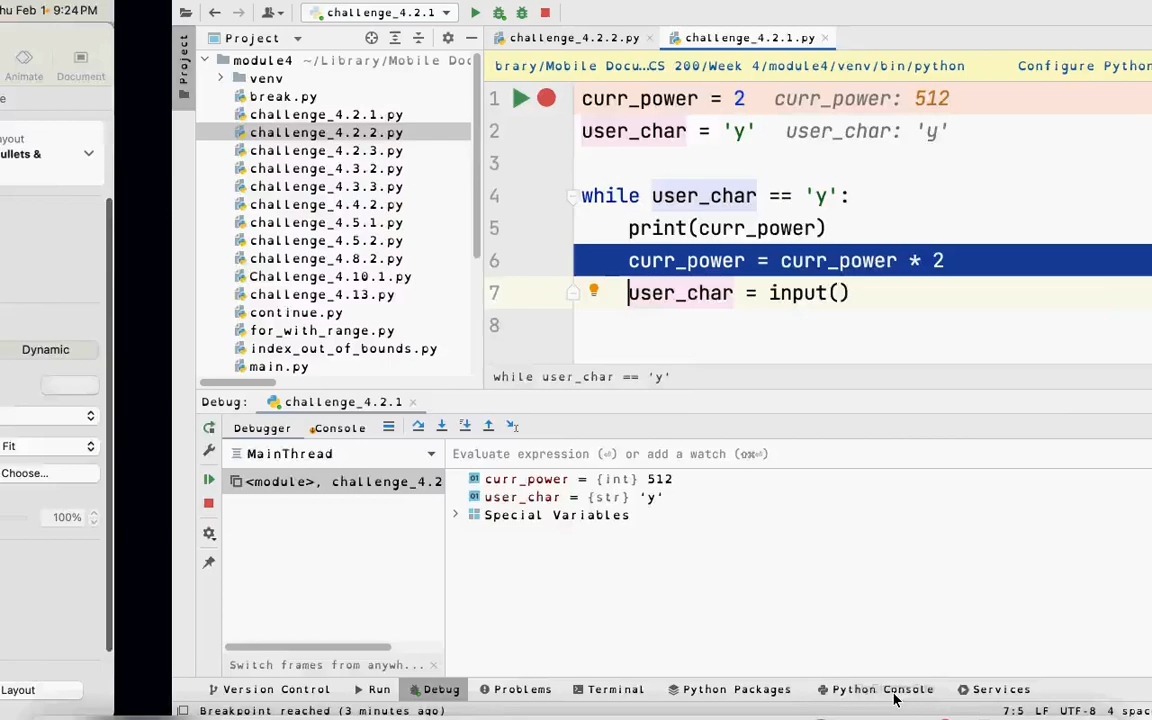 hu Feb 1 9:24 PM
Animate
Document
e
ayout
ullets &
Dynamic
Fit
Choose...
100%
Layout
challenge_4.2.1
Project
Project
module4 ~/Library/Mobile Doc
venv
break.py
challenge_4.2.1.py
challenge_4.2.2.py
challenge_4.2.3.py
challenge_4.3.2.py
challenge_4.3.3.py
challenge_4.4.2.py
challenge_4.5.1.py
challenge_4.5.2.py
challenge_4.8.2.py
Challenge_4.10.1.py
challenge_4.13.py
continue.py
for_with_range.py
index_out_of_bounds.py
main.py
challenge_4.2.2.py
challenge_4.2.1.py
brary/Mobile Docu...CS 200/Week 4/module4/venv/bin/python Configure Python
1 curr_power = 2 curr_power: 512
2 user_char = 'y' user_char: 'y'
3
4 while user_char == 'y':
5 print(curr_power)
6 curr_power = curr_power * 2
7 user_char = input()
8
while user_char == 'y'
Debug: challenge_4.2.1
Debugger Console
MainThread
<module>, challenge_4.2
Switch frames from anywh...
Evaluate expression (⏎) or add a watch (⇧⌘⏎)
curr_power = {int} 512
user_char = {str} 'y'
Special Variables
Version Control Run Debug Problems Terminal Python Packages Python Console Services
Breakpoint reached (3 minutes ago) 7:5 LF UTF-8 4 spac